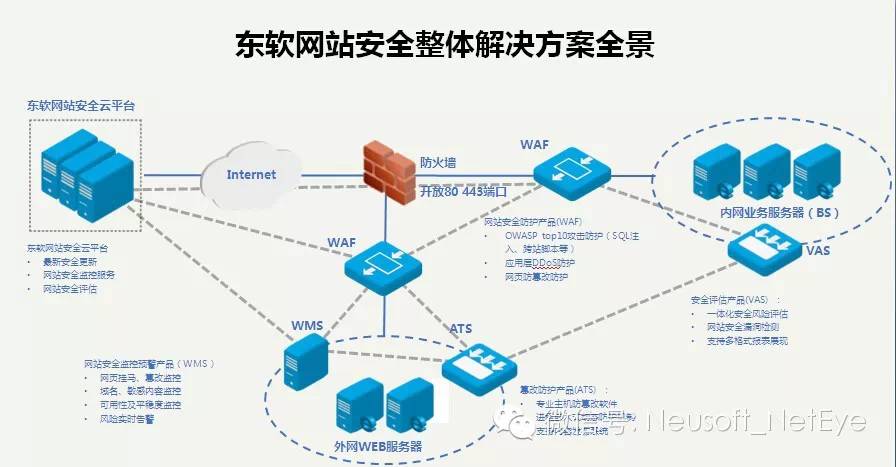 东软网站安全整体解决方案全景
东软网站安全云平台
Internet
防火墙
开放80 443端口
WAF
内网业务服务器（BS）
VAS
东软网站安全云平台
• 最新安全更新
• 网站安全监控服务
• 网站安全评估
WAF
网站安全防护产品(WAF)
• OWASP top10攻击防护（SQL注
入、跨站脚本等）
• 应用层DDoS防护
• 网页防篡改防护
安全评估产品(VAS) ：
• 一体化安全风险评估
• 网站安全漏洞检测
• 支持多格式报表展现
WMS
ATS
网站安全监控预警产品（WMS）
• 网页挂马、篡改监控
• 域名、敏感内容监控
• 可用性及平稳度监控
• 风险实时告警
外网WEB服务器
篡改防护产品(ATS)：
• 专业主机防篡改软件
微信号: Neusoft_NetEye